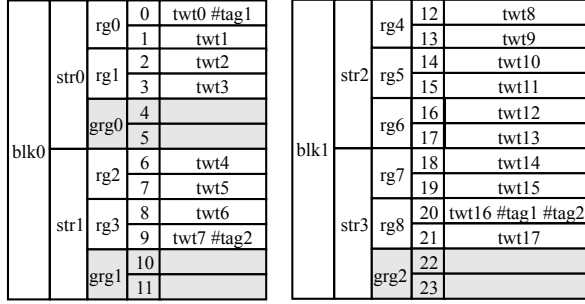 blk0
str0
rg0
0 twt0 #tag1
1 twt1
rg1
2 twt2
3 twt3
grg0
4
5
str1
rg2
6 twt4
7 twt5
rg3
8 twt6
9 twt7 #tag2
grg1
10
11
blk1
str2
rg4
12 twt8
13 twt9
rg5
14 twt10
15 twt11
rg6
16 twt12
17 twt13
str3
rg7
18 twt14
19 twt15
rg8
20 twt16 #tag1 #tag2
21 twt17
grg2
22
23